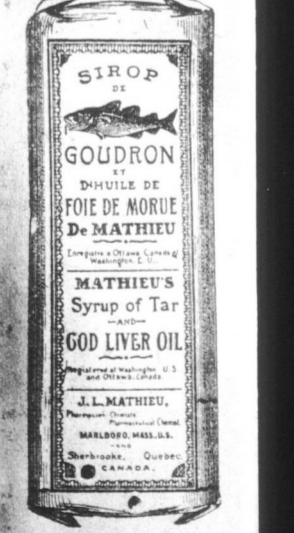 SIROP
DE
GOUDRON
ET
D'HUILE DE
FOIE DE MORUE
De MATHIEU
Enregistré a Ottawa Canada &
Washington E. U.
MATHIEU'S
Syrup of Tar
—AND—
COD LIVER OIL
Registered at Washington U.S.
and Ottawa, Canada.
J. L. MATHIEU,
Pharmacien Chimiste
Pharmaceutical Chemist
MARLBORO, MASS, U.S.
—AND—
Sherbrooke, Quebec,
CANADA.